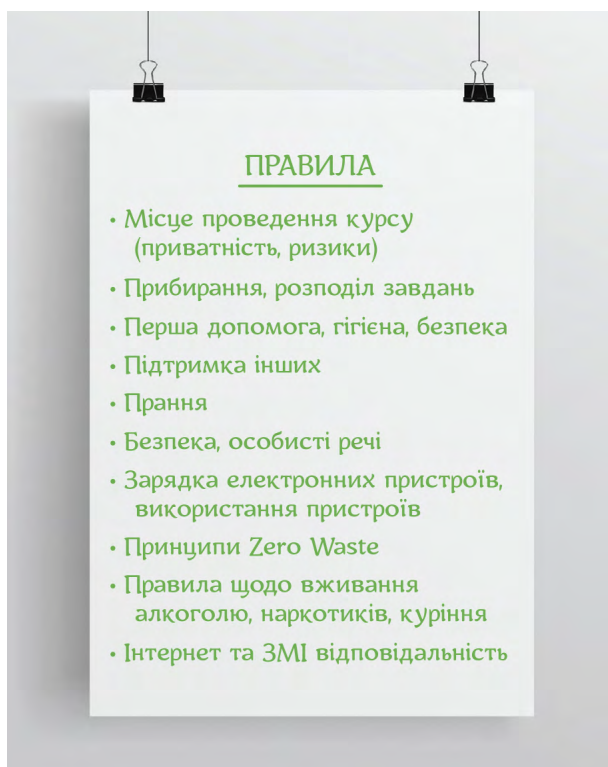 ПРАВИЛА
• Місце проведення курсу
(приватність, ризики)
• Прибирання, розподіл завдань
• Перша допомога, гігієна, безпека
• Підтримка інших
• Прання
• Безпека, особисті речі
• Зарядка електронних пристроїв,
використання пристроїв
• Принципи Zero Waste
• Правила щодо вживання
алкоголю, наркотиків, куріння
• Інтернет та ЗМІ відповідальність